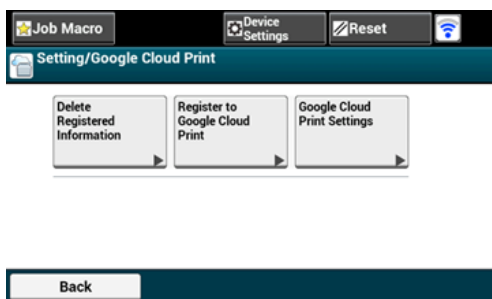 Job Macro
Device
Settings
Reset
Setting/Google Cloud Print
Delete
Registered
Information
Register to
Google Cloud
Print
Google Cloud
Print Settings
Back